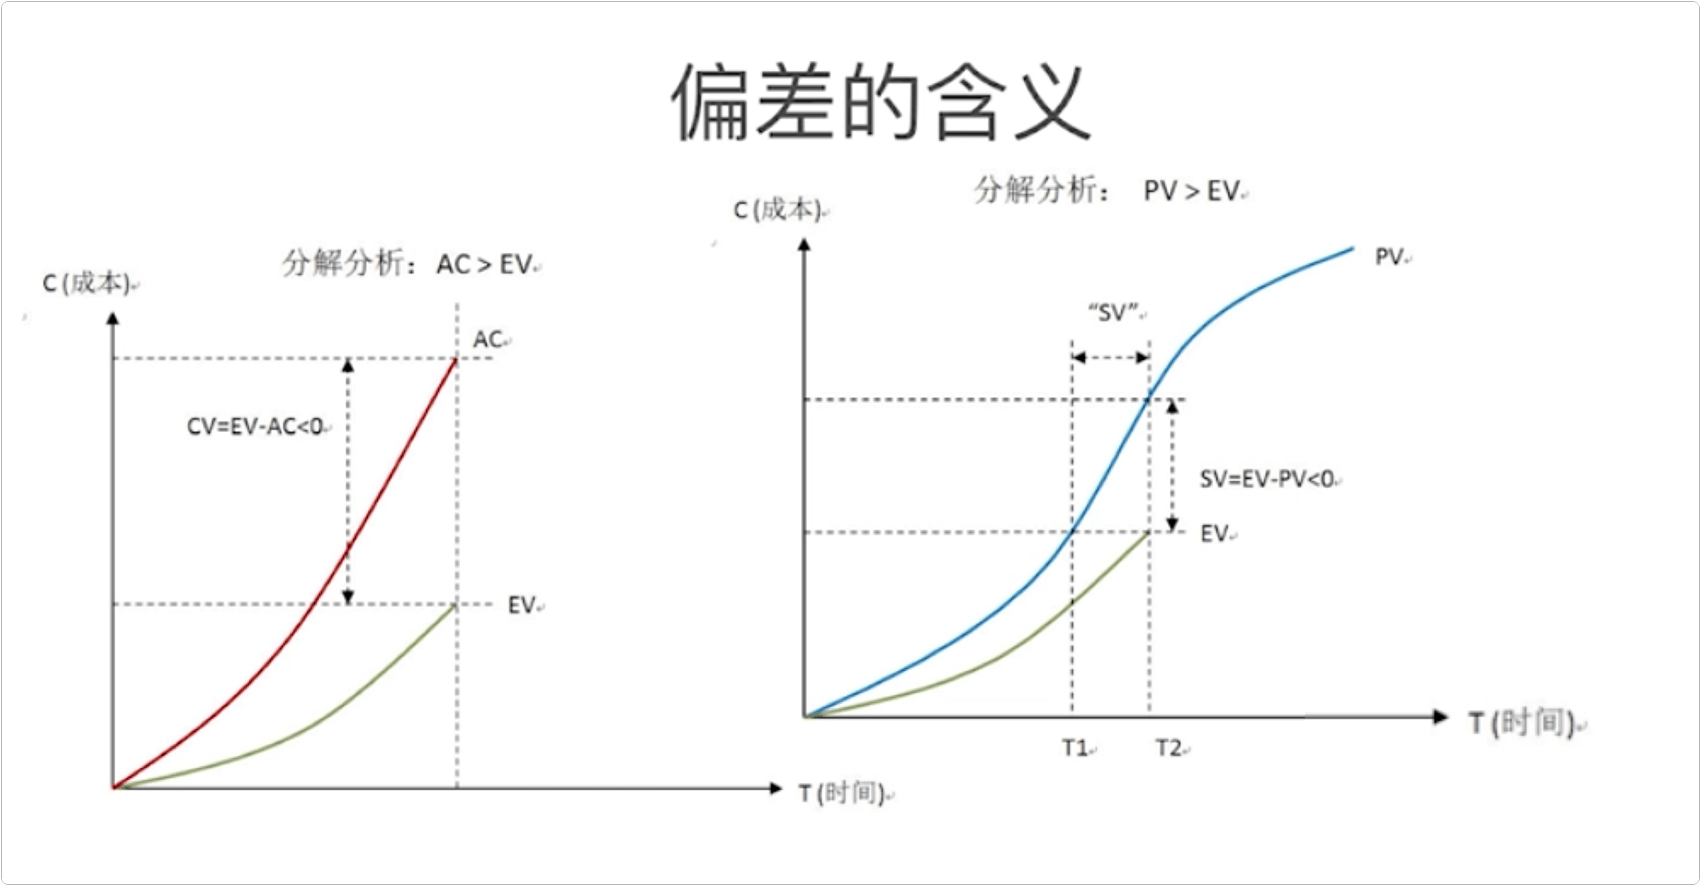 偏差的含义
分解分析：AC > EV
C (成本)
AC
CV=EV-AC<0
EV
T (时间)
分解分析： PV > EV
C (成本)
PV
“SV”
SV=EV-PV<0
EV
T1
T2
T (时间)